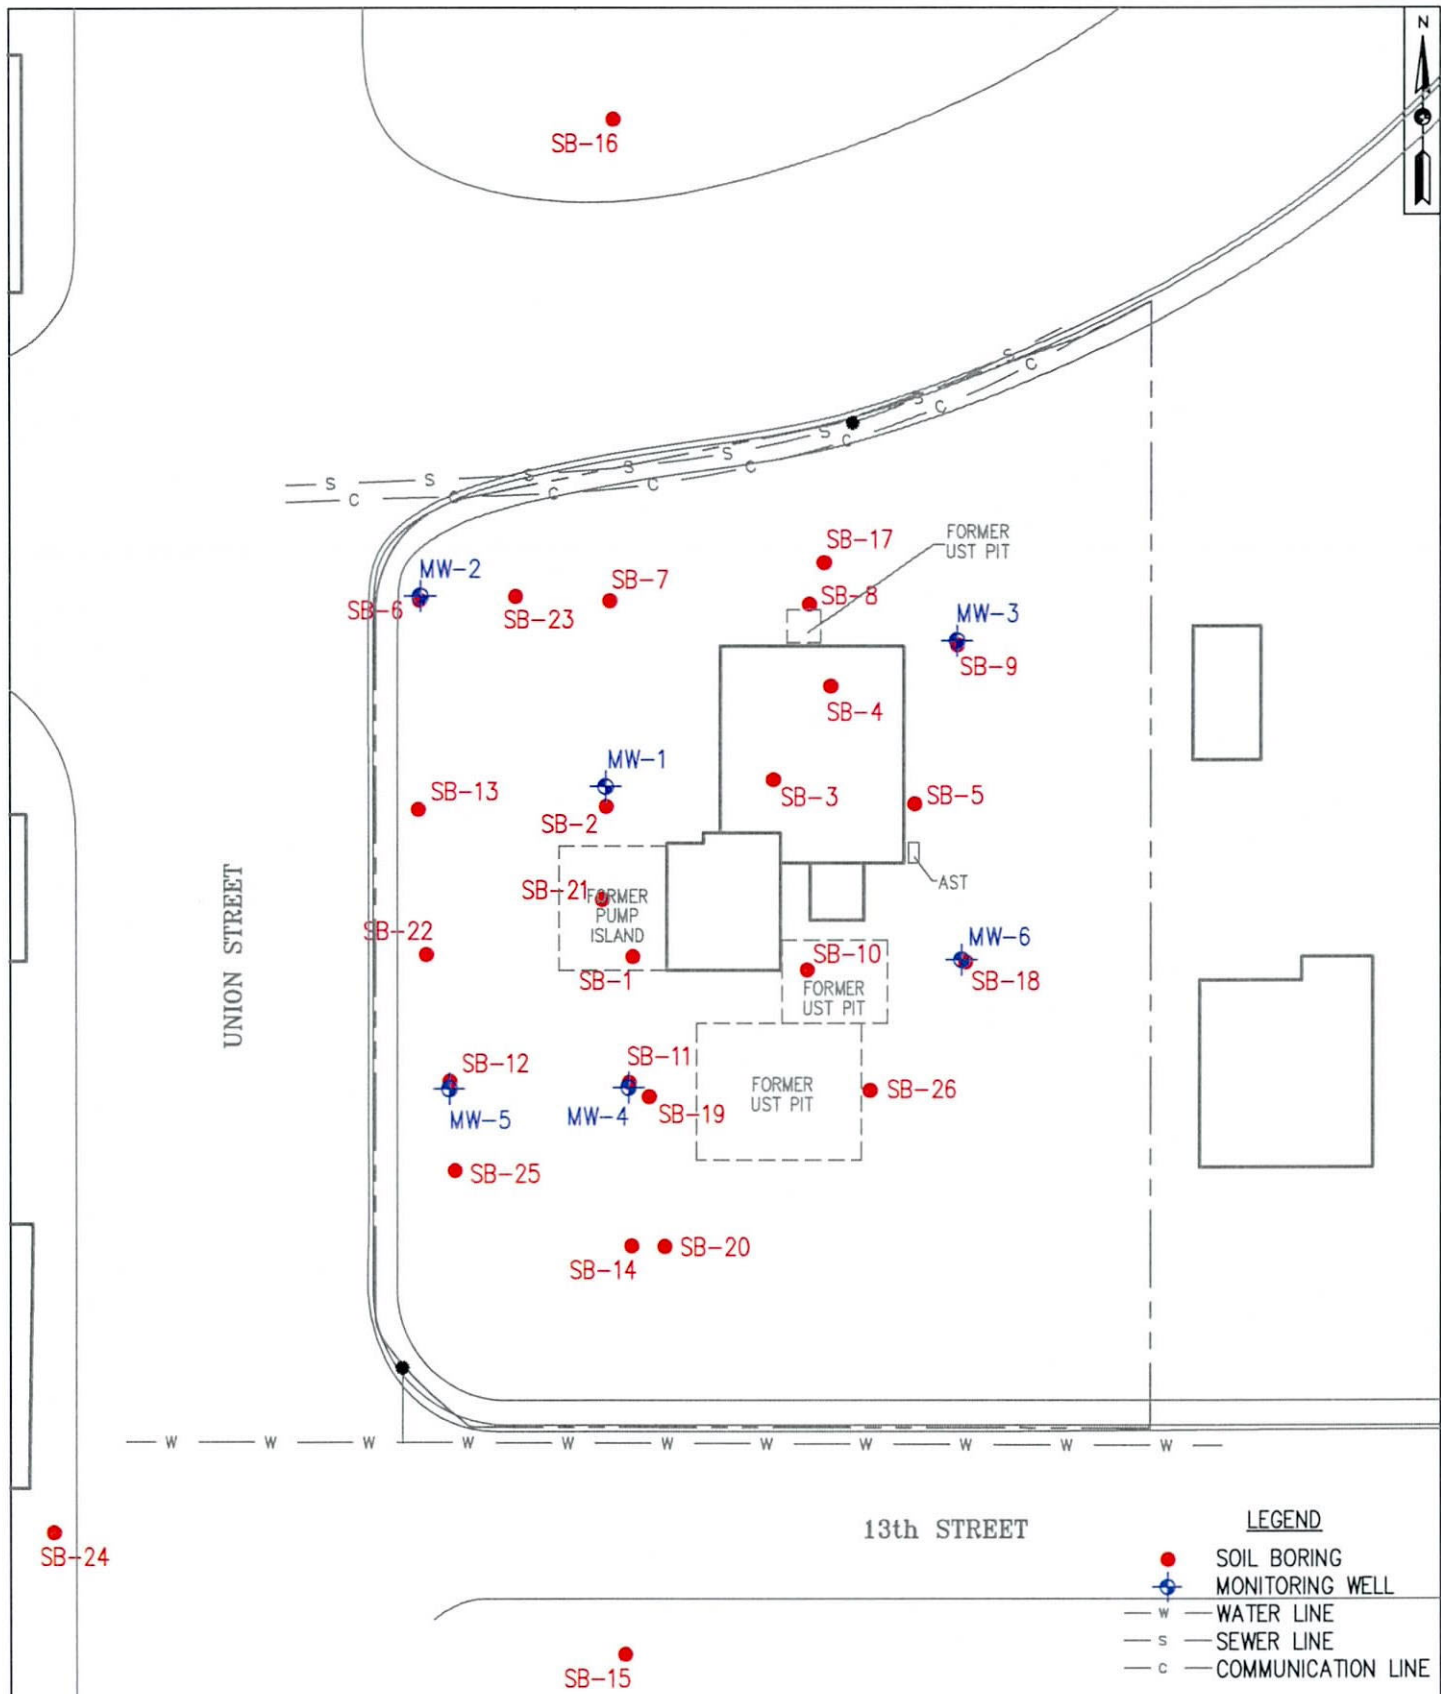 N
SB-16
S
C
S
C
S
C
S
C
S
S
S
C
S
C
S
C
C
C
C
FORMER
UST PIT
SB-17
MW-2
SB-7
SB-8
SB-6
SB-23
MW-3
SB-9
SB-4
MW-1
SB-13
SB-3
SB-5
SB-2
AST
SB-21
FORMER
PUMP
ISLAND
SB-22
UNION STREET
SB-1
SB-10
MW-6
SB-18
FORMER
UST PIT
SB-12
SB-11
FORMER
UST PIT
SB-26
MW-5
MW-4
SB-19
SB-25
SB-20
SB-14
W W W W W W W W W W W
13th STREET
SB-24
SB-15
LEGEND
SOIL BORING
MONITORING WELL
W WATER LINE
S SEWER LINE
C COMMUNICATION LINE